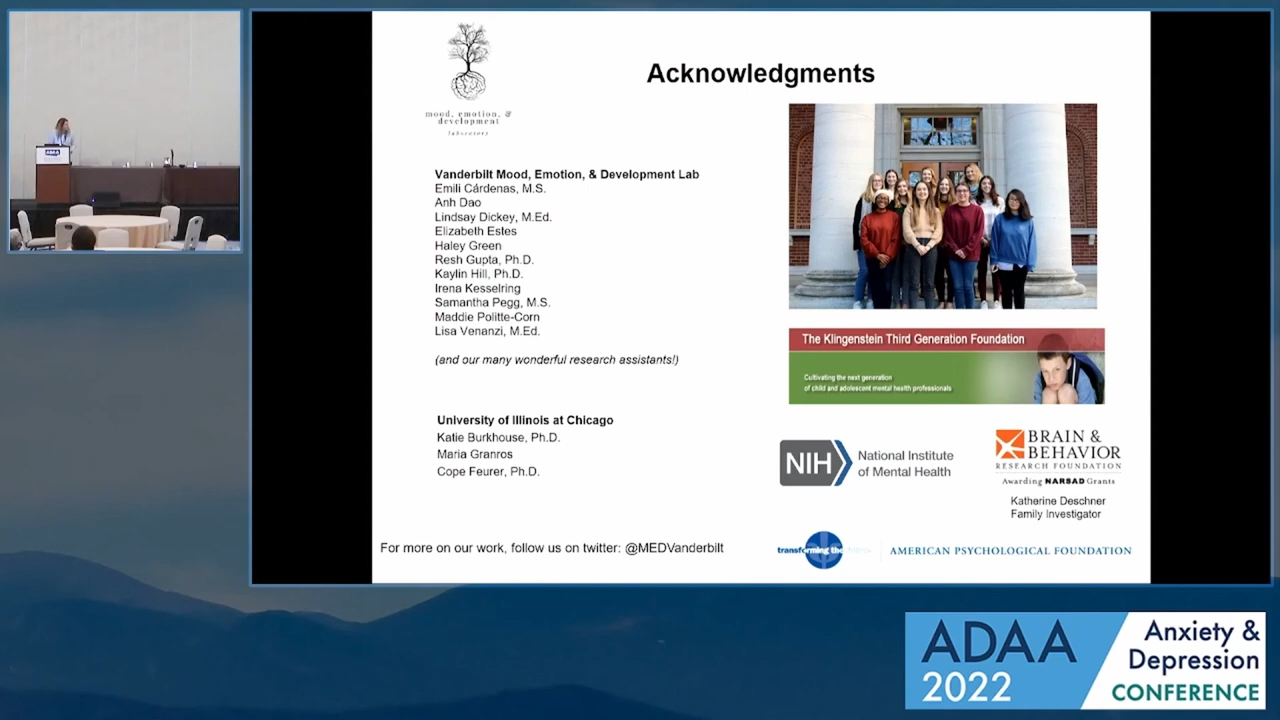 mood, emotion, &
development
laboratory
Acknowledgments
Vanderbilt Mood, Emotion, & Development Lab
Emili Cárdenas, M.S.
Anh Dao
Lindsay Dickey, M.Ed.
Elizabeth Estes
Haley Green
Resh Gupta, Ph.D.
Kaylin Hill, Ph.D.
Irena Kesselring
Samantha Pegg, M.S.
Maddie Politte-Corn
Lisa Venanzi, M.Ed.
(and our many wonderful research assistants!)
University of Illinois at Chicago
Katie Burkhouse, Ph.D.
Maria Granros
Cope Feurer, Ph.D.
For more on our work, follow us on twitter: @MEDVanderbilt
The Klingenstein Third Generation Foundation
Cultivating the next generation
of child and adolescent mental health professionals
NIH
National Institute
of Mental Health
BRAIN &
BEHAVIOR
RESEARCH FOUNDATION
Awarding NARSAD Grants
Katherine Deschner
Family Investigator
transforming the
AMERICAN PSYCHOLOGICAL FOUNDATION
ADAA
2022
Anxiety &
Depression
CONFERENCE